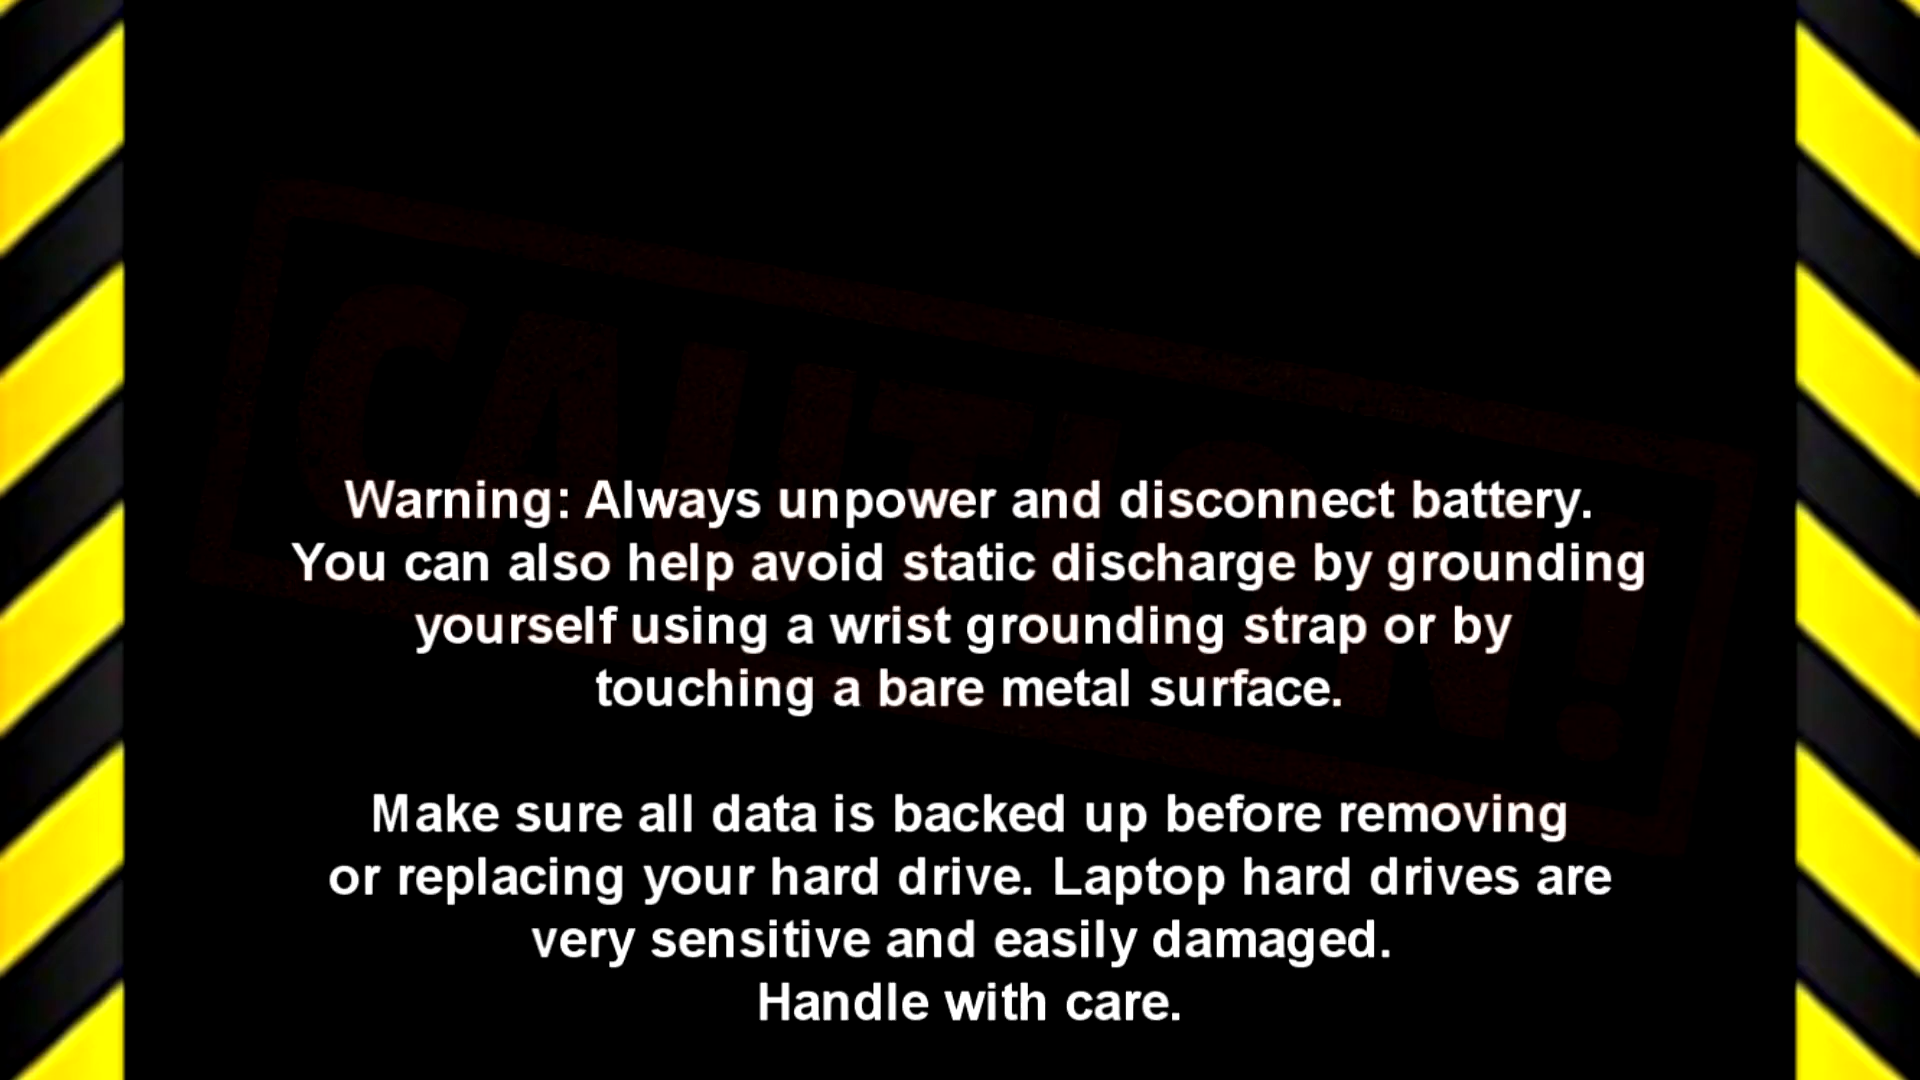 CAUTION!
Warning: Always unpower and disconnect battery.
You can also help avoid static discharge by grounding
yourself using a wrist grounding strap or by
touching a bare metal surface.
Make sure all data is backed up before removing
or replacing your hard drive. Laptop hard drives are
very sensitive and easily damaged.
Handle with care.